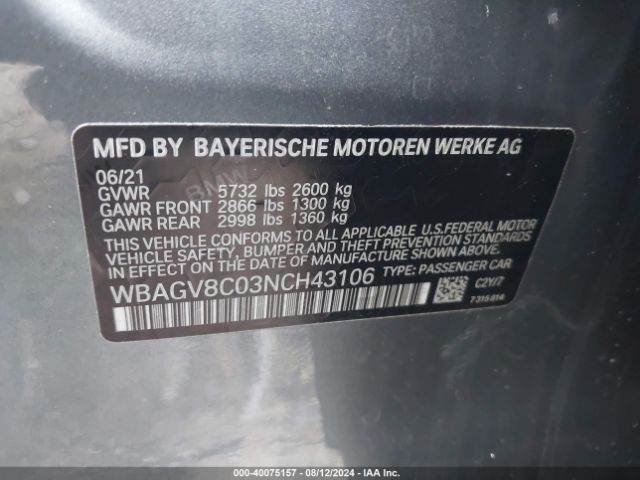 MFD BY BAYERISCHE MOTOREN WERKE AG
06/21
GVWR 5732 lbs 2600 kg
GAWR FRONT 2866 lbs 1300 kg
GAWR REAR 2998 lbs 1360 kg
THIS VEHICLE CONFORMS TO ALL APPLICABLE U.S.FEDERAL MOTOR
VEHICLE SAFETY, BUMPER AND THEFT PREVENTION STANDARDS
IN EFFECT ON THE DATE OF MANUFACTURE SHOWN ABOVE.
WBAGV8C03NCH43106 TYPE: PASSENGER CAR
C2Y/7
7315014
000-40075157 - 08/12/2024 - IAA Inc.